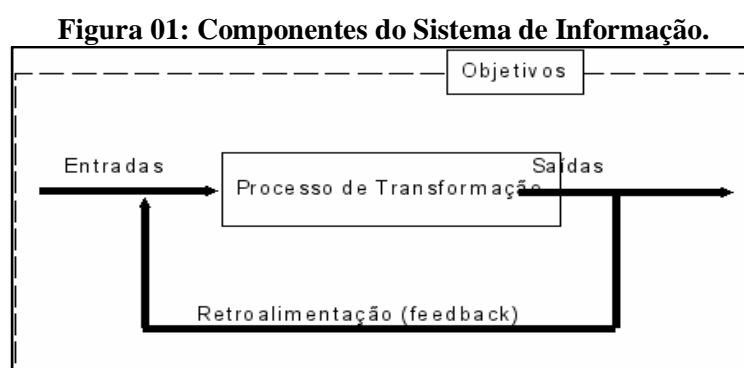 Figura 01: Componentes do Sistema de Informação.
Objetivos
Entradas
Saídas
Processo de Transformação
Retroalimentação (feedback)